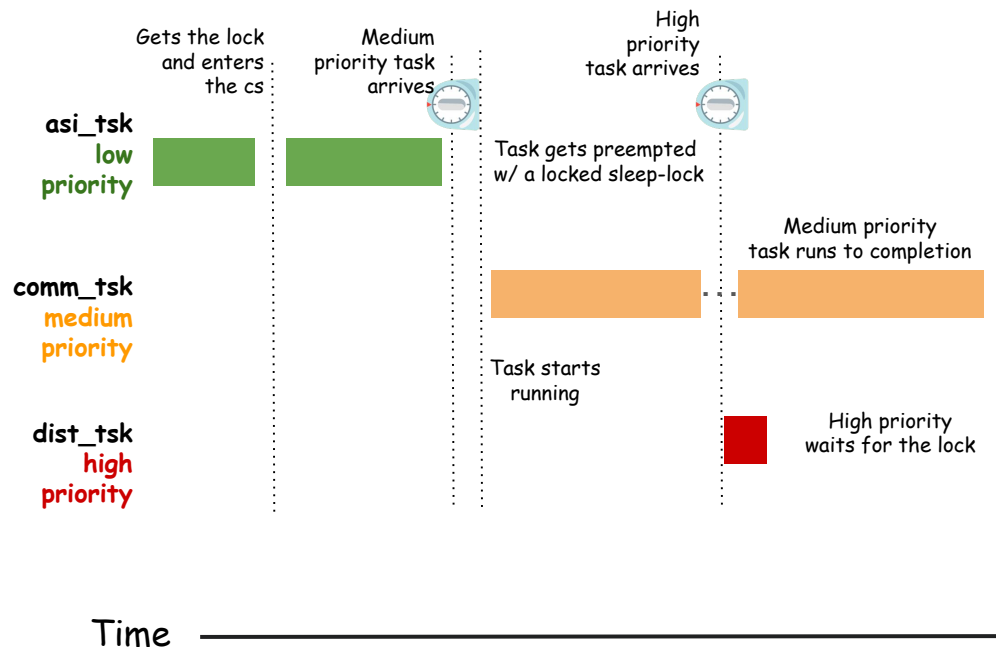 Gets the lock
and enters
the cs
Medium
priority task
arrives
High
priority
task arrives
asi_tsk
low
priority
Task gets preempted
w/ a locked sleep-lock
Medium priority
task runs to completion
comm_tsk
medium
priority
Task starts
running
dist_tsk
high
priority
High priority
waits for the lock
Time